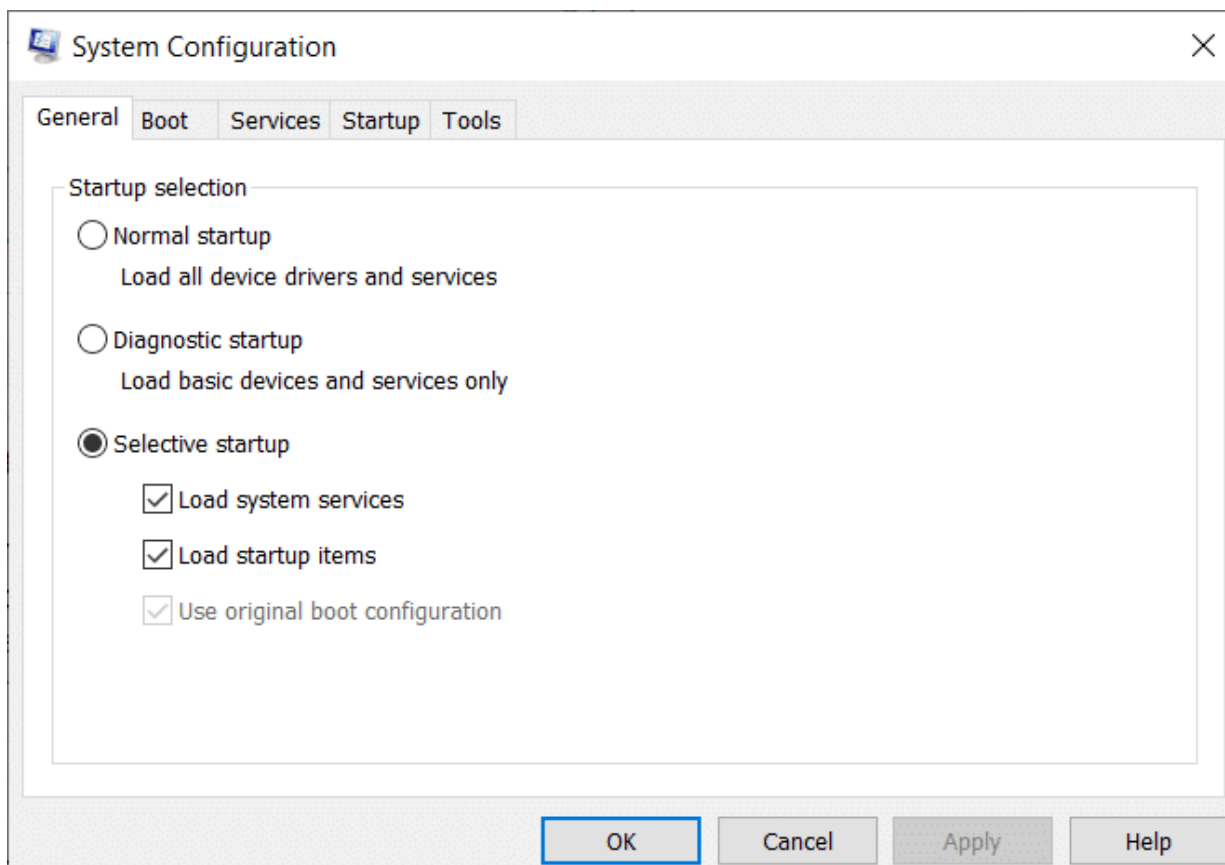 System Configuration
General Boot Services Startup Tools
Startup selection
Normal startup
Load all device drivers and services
Diagnostic startup
Load basic devices and services only
Selective startup
Load system services
Load startup items
Use original boot configuration
OK Cancel Apply Help